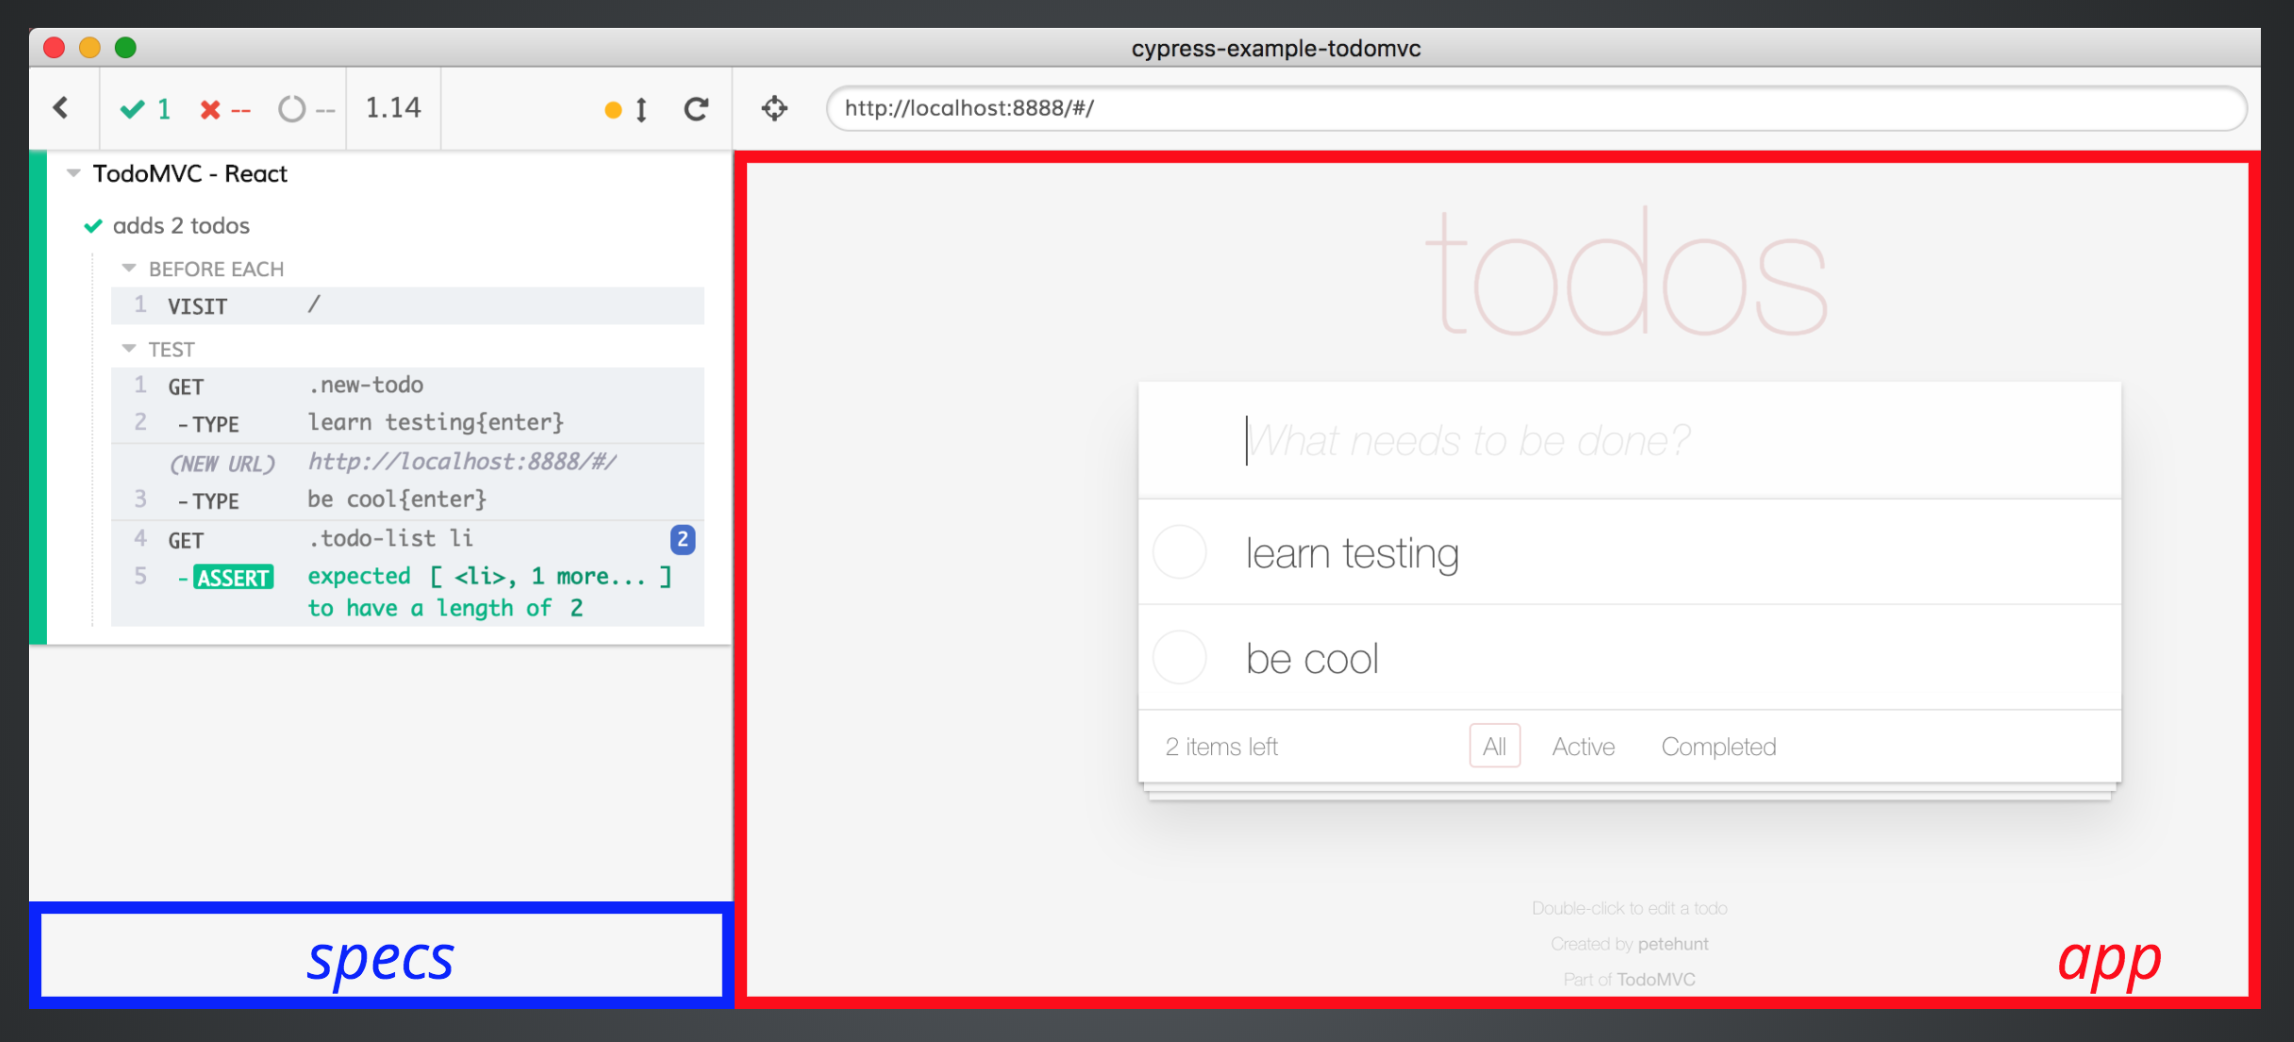 cypress-example-todomvc
1 -- -- 1.14
http://localhost:8888/#/
TodoMVC - React
adds 2 todos
BEFORE EACH
1 VISIT /
TEST
1 GET .new-todo
2 -TYPE learn testing{enter}
(NEW URL) http://localhost:8888/#/
3 -TYPE be cool{enter}
4 GET .todo-list li 2
5 -ASSERT expected [ <li>, 1 more... ]
to have a length of 2
specs
todos
What needs to be done?
learn testing
be cool
2 items left All Active Completed
Double-click to edit a todo
Created by petehunt
Part of TodoMVC
app